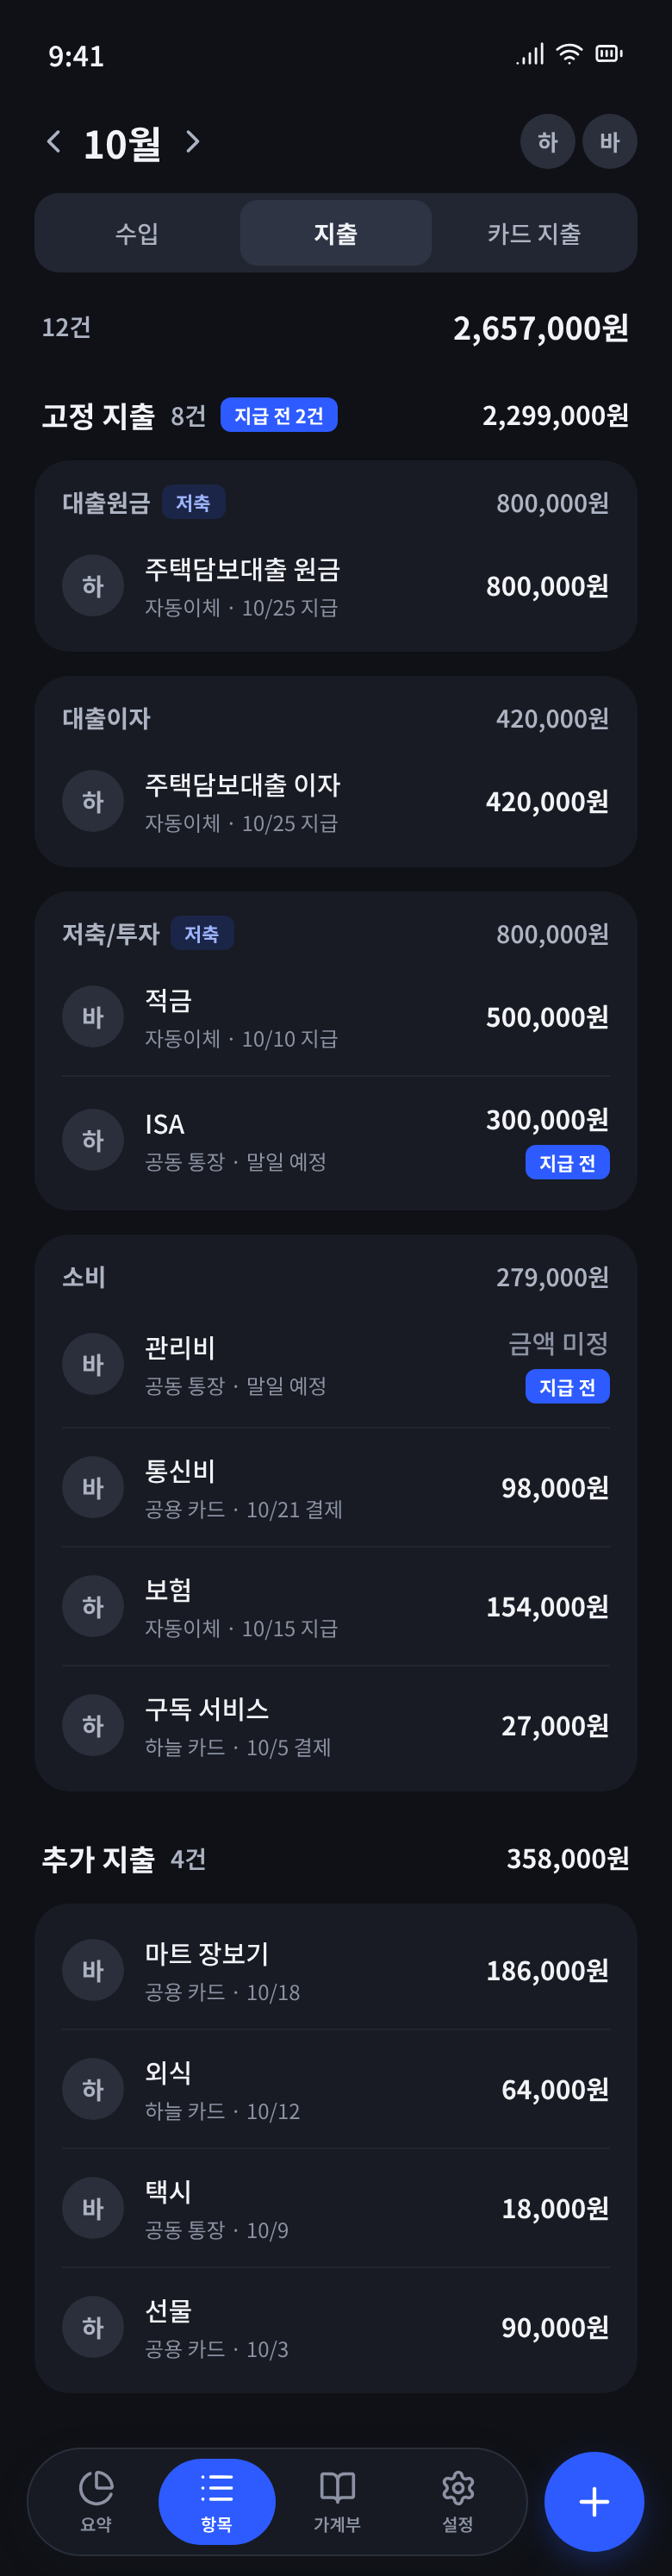 9:41
10월
하 바
수입 지출 카드 지출
12건 2,657,000원
고정 지출 8건 지급 전 2건 2,299,000원
대출원금 저축 800,000원
하 주택담보대출 원금 800,000원
자동이체 · 10/25 지급
대출이자 420,000원
하 주택담보대출 이자 420,000원
자동이체 · 10/25 지급
저축/투자 저축 800,000원
바 적금 500,000원
자동이체 · 10/10 지급
하 ISA 300,000원
공동 통장 · 말일 예정 지급 전
소비 279,000원
바 관리비 금액 미정
공동 통장 · 말일 예정 지급 전
바 통신비 98,000원
공용 카드 · 10/21 결제
하 보험 154,000원
자동이체 · 10/15 지급
하 구독 서비스 27,000원
하늘 카드 · 10/5 결제
추가 지출 4건 358,000원
바 마트 장보기 186,000원
공용 카드 · 10/18
하 외식 64,000원
하늘 카드 · 10/12
바 택시 18,000원
공동 통장 · 10/9
하 선물 90,000원
공용 카드 · 10/3
요약 항목 가계부 설정